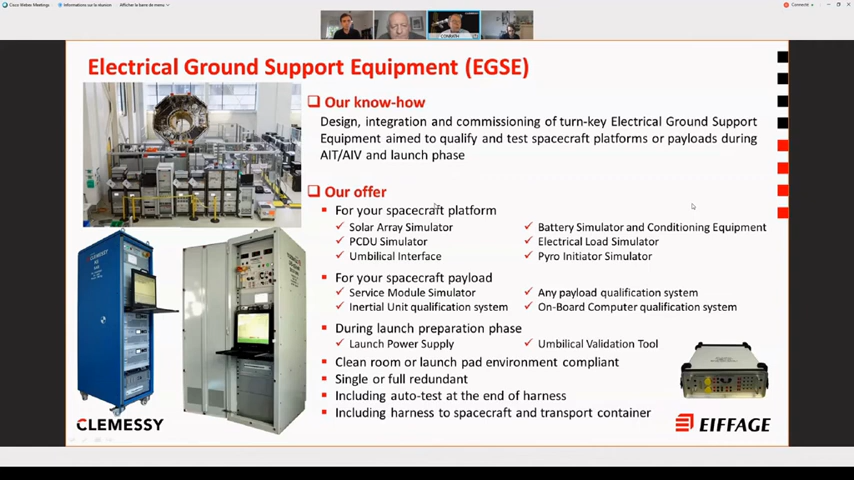 Cisco Webex Meetings
Informations sur la réunion
Afficher la barre de menu
Connecté
CONRATH
Electrical Ground Support Equipment (EGSE)
Our know-how
Design, integration and commissioning of turn-key Electrical Ground Support
Equipment aimed to qualify and test spacecraft platforms or payloads during
AIT/AIV and launch phase
Our offer
For your spacecraft platform
Solar Array Simulator
Battery Simulator and Conditioning Equipment
PCDU Simulator
Electrical Load Simulator
Umbilical Interface
Pyro Initiator Simulator
For your spacecraft payload
Service Module Simulator
Any payload qualification system
Inertial Unit qualification system
On-Board Computer qualification system
During launch preparation phase
Launch Power Supply
Umbilical Validation Tool
Clean room or launch pad environment compliant
Single or full redundant
Including auto-test at the end of harness
Including harness to spacecraft and transport container
CLEMESSY
CLEMESSY
EIFFAGE